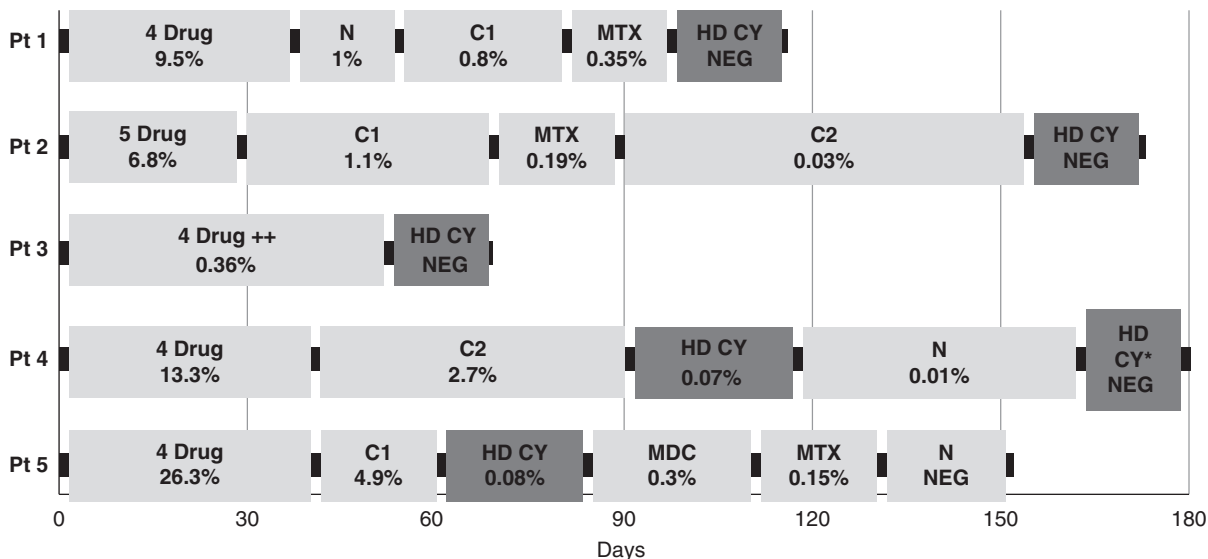 Pt 1
4 Drug
9.5%
N
1%
C1
0.8%
MTX
0.35%
HD CY
NEG
Pt 2
5 Drug
6.8%
C1
1.1%
MTX
0.19%
C2
0.03%
HD CY
NEG
Pt 3
4 Drug ++
0.36%
HD CY
NEG
Pt 4
4 Drug
13.3%
C2
2.7%
HD CY
0.07%
N
0.01%
HD
CY*
NEG
Pt 5
4 Drug
26.3%
C1
4.9%
HD CY
0.08%
MDC
0.3%
MTX
0.15%
N
NEG
0 30 60 90 120 150 180
Days